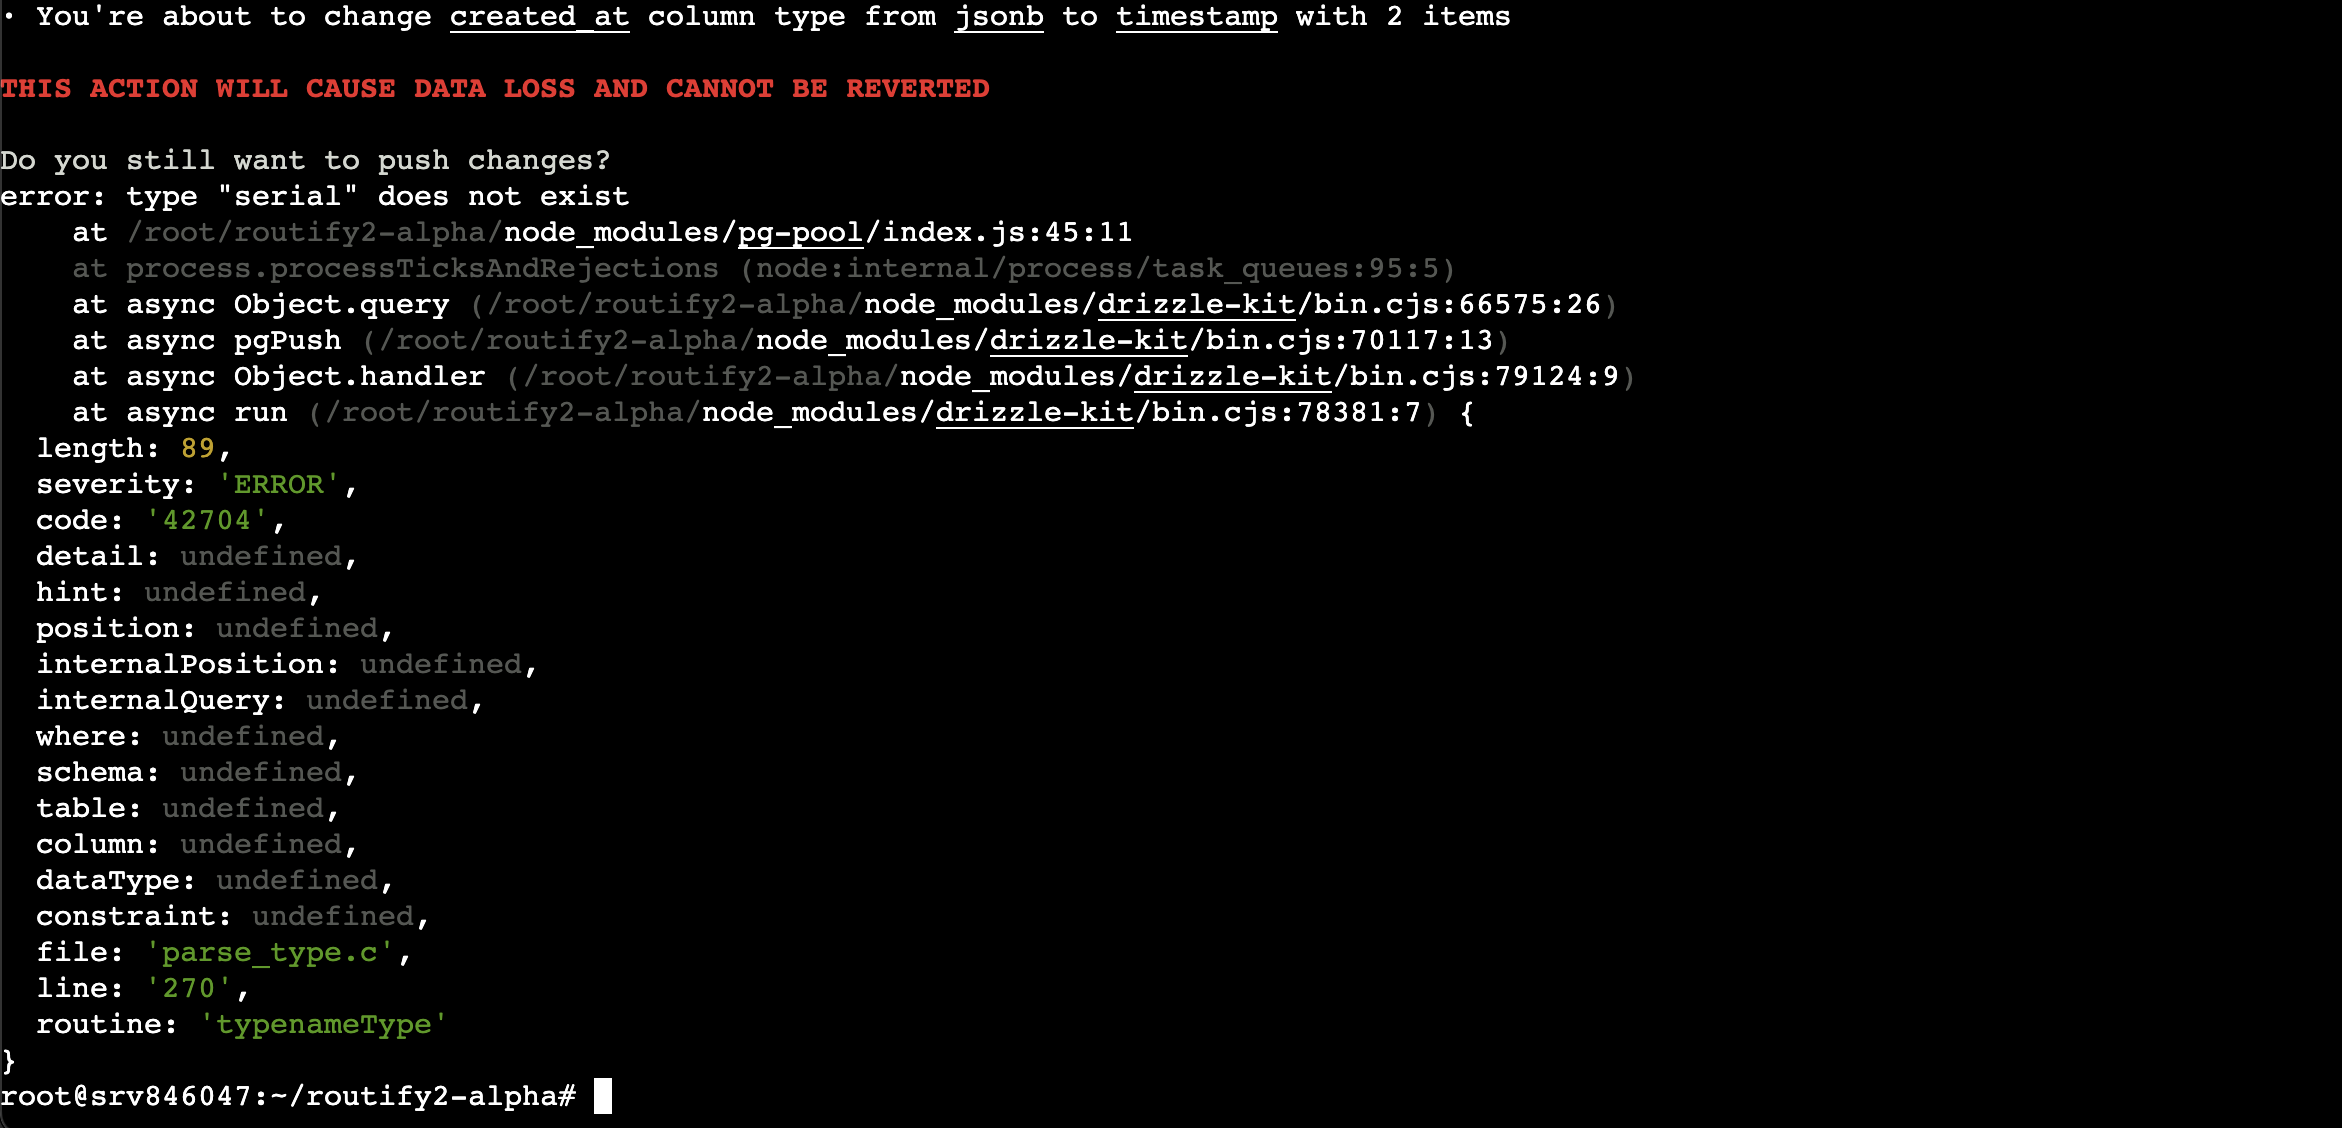 · You're about to change created_at column type from jsonb to timestamp with 2 items
THIS ACTION WILL CAUSE DATA LOSS AND CANNOT BE REVERTED
Do you still want to push changes?
error: type "serial" does not exist
    at /root/routify2-alpha/node_modules/pg-pool/index.js:45:11
    at process.processTicksAndRejections (node:internal/process/task_queues:95:5)
    at async Object.query (/root/routify2-alpha/node_modules/drizzle-kit/bin.cjs:66575:26)
    at async pgPush (/root/routify2-alpha/node_modules/drizzle-kit/bin.cjs:70117:13)
    at async Object.handler (/root/routify2-alpha/node_modules/drizzle-kit/bin.cjs:79124:9)
    at async run (/root/routify2-alpha/node_modules/drizzle-kit/bin.cjs:78381:7) {
  length: 89,
  severity: 'ERROR',
  code: '42704',
  detail: undefined,
  hint: undefined,
  position: undefined,
  internalPosition: undefined,
  internalQuery: undefined,
  where: undefined,
  schema: undefined,
  table: undefined,
  column: undefined,
  dataType: undefined,
  constraint: undefined,
  file: 'parse_type.c',
  line: '270',
  routine: 'typenameType'
}
root@srv846047:~/routify2-alpha#